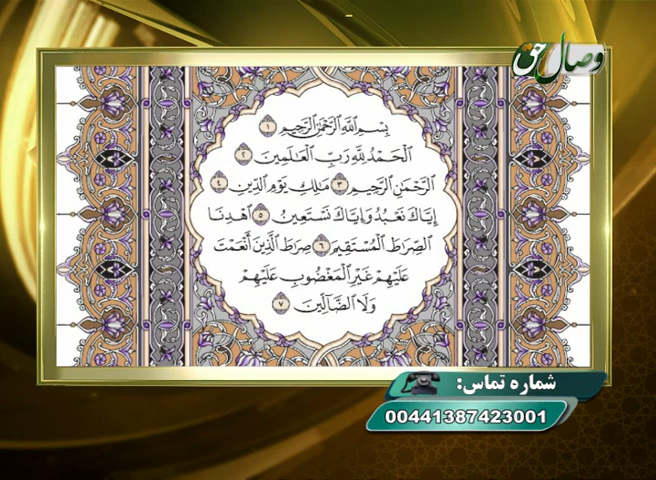 وصال حق
بِسْمِ اللَّهِ الرَّحْمَٰنِ الرَّحِيمِ ١
الْحَمْدُ لِلَّهِ رَبِّ الْعَالَمِينَ ٢
الرَّحْمَٰنِ الرَّحِيمِ ٣ مَالِكِ يَوْمِ الدِّينِ ٤
إِيَّاكَ نَعْبُدُ وَإِيَّاكَ نَسْتَعِينُ ٥ اهْدِنَا
الصِّرَاطَ الْمُسْتَقِيمَ ٦ صِرَاطَ الَّذِينَ أَنْعَمْتَ
عَلَيْهِمْ غَيْرِ الْمَغْضُوبِ عَلَيْهِمْ
وَلَا الضَّالِّينَ ٧
شماره تماس:
00441387423001